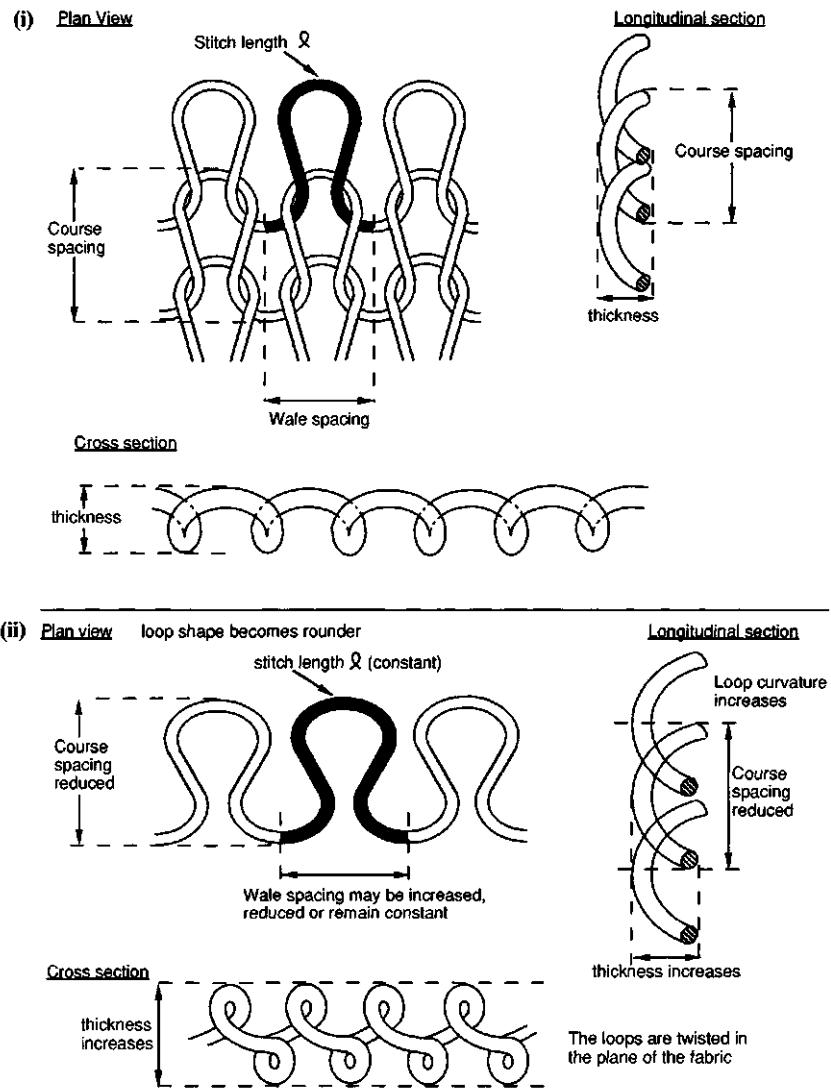 (i) Plan View
Longitudinal section
Stitch length ℓ
Course
spacing
Course spacing
thickness
Wale spacing
Cross section
thickness
(ii) Plan view loop shape becomes rounder
Longitudinal section
stitch length ℓ (constant)
Loop curvature
increases
Course
spacing
reduced
Course
spacing
reduced
Wale spacing may be increased,
reduced or remain constant
thickness increases
Cross section
thickness
increases
The loops are twisted in
the plane of the fabric